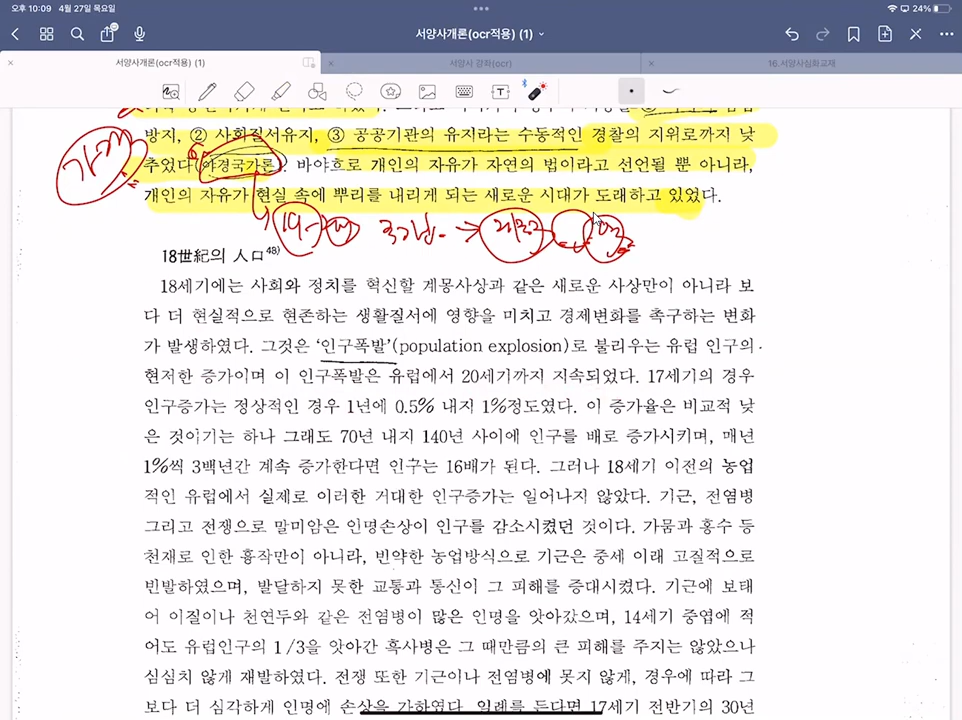 오후 10:09 4월 27일 목요일
24%
서양사개론(ocr적용) (1)
서양사개론(ocr적용) (1)
서양사 강좌(ocr)
16.서양사심화교재
방지, ② 사회질서유지, ③ 공공기관의 유지라는 수동적인 경찰의 지위로까지 낮
추었다(야경국가론). 바야흐로 개인의 자유가 자연의 법이라고 선언될 뿐 아니라,
개인의 자유가 현실 속에 뿌리를 내리게 되는 새로운 시대가 도래하고 있었다.
18世紀의 人口48)
18세기에는 사회와 정치를 혁신할 계몽사상과 같은 새로운 사상만이 아니라 보
다 더 현실적으로 현존하는 생활질서에 영향을 미치고 경제변화를 촉구하는 변화
가 발생하였다. 그것은 ‘인구폭발’(population explosion)로 불리우는 유럽 인구의
현저한 증가이며 이 인구폭발은 유럽에서 20세기까지 지속되었다. 17세기의 경우
인구증가는 정상적인 경우 1년에 0.5% 내지 1%정도였다. 이 증가율은 비교적 낮
은 것이기는 하나 그래도 70년 내지 140년 사이에 인구를 배로 증가시키며, 매년
1%씩 3백년간 계속 증가한다면 인구는 16배가 된다. 그러나 18세기 이전의 농업
적인 유럽에서 실제로 이러한 거대한 인구증가는 일어나지 않았다. 기근, 전염병
그리고 전쟁으로 말미암은 인명손상이 인구를 감소시켰던 것이다. 가뭄과 홍수 등
천재로 인한 흉작만이 아니라, 빈약한 농업방식으로 기근은 중세 이래 고질적으로
빈발하였으며, 발달하지 못한 교통과 통신이 그 피해를 증대시켰다. 기근에 보태
어 이질이나 천연두와 같은 전염병이 많은 인명을 앗아갔으며, 14세기 중엽에 적
어도 유럽인구의 1/3을 앗아간 흑사병은 그 때만큼의 큰 피해를 주지는 않았으나
심심치 않게 재발하였다. 전쟁 또한 기근이나 전염병에 못지 않게, 경우에 따라 그
보다 더 심각하게 인명에 손상을 가하였다. 일례를 든다면 17세기 전반기의 30년